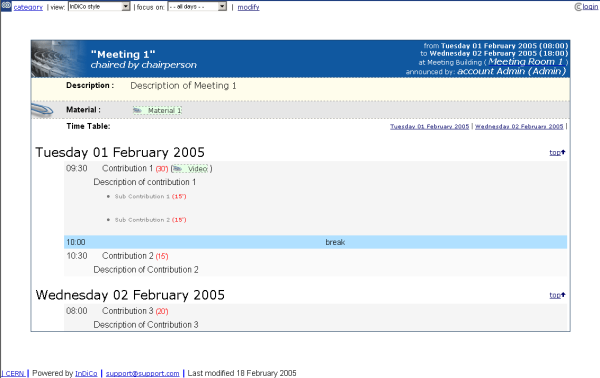 category | view: InDiCo style | focus on: - - all days - - | modify login
"Meeting 1"
chaired by chairperson
from Tuesday 01 February 2005 (08:00)
to Wednesday 02 February 2005 (18:00)
at Meeting Building ( Meeting Room 1 )
announced by: account Admin (Admin)
Description : Description of Meeting 1
Material : Material 1
Time Table: Tuesday 01 February 2005 | Wednesday 02 February 2005 |
Tuesday 01 February 2005 top
09:30 Contribution 1 (30') ( Video )
Description of contribution 1
• Sub Contribution 1 (15')
• Sub Contribution 2 (15')
10:00 break
10:30 Contribution 2 (15')
Description of Contribution 2
Wednesday 02 February 2005 top
08:00 Contribution 3 (20')
Description of Contribution 3
| CERN | Powered by InDiCo | support@support.com | Last modified 18 February 2005